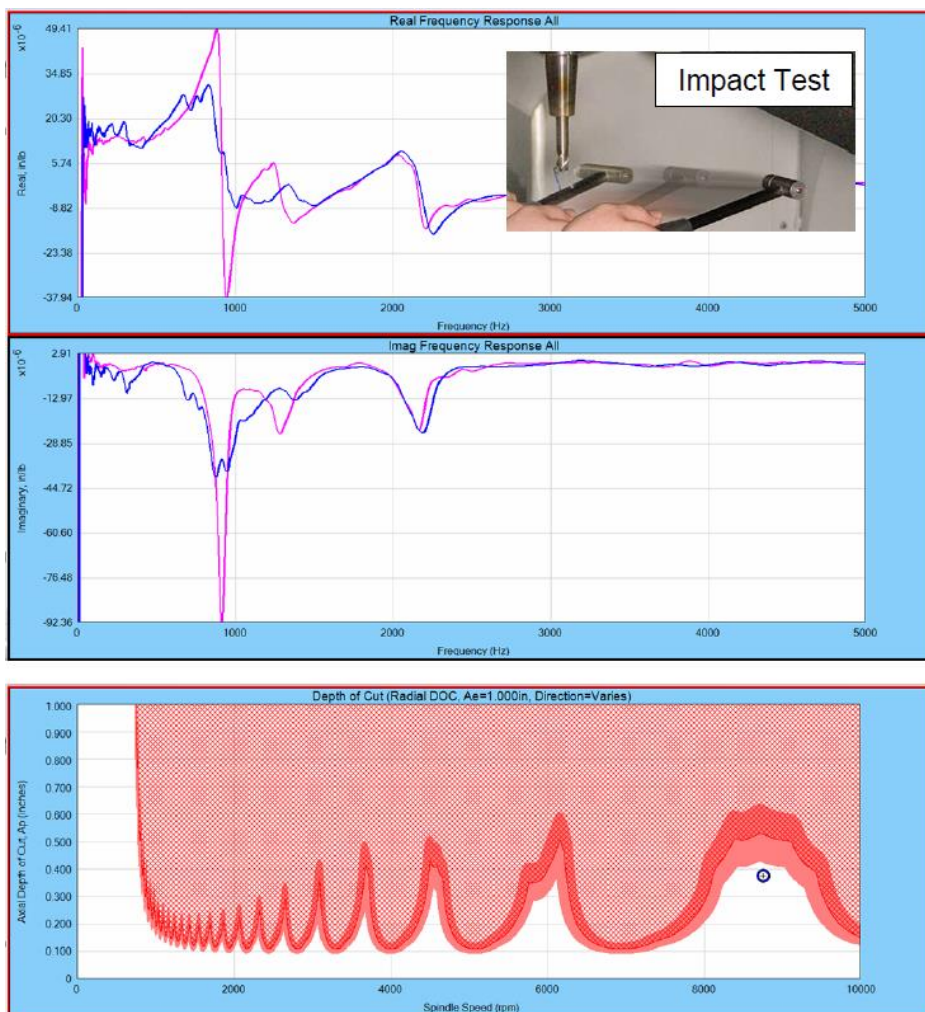 Real Frequency Response All
x10-6
49.41
34.85
20.30
5.74
-8.82
-23.38
-37.94
Real, in/lb
Impact Test
0 1000 2000 3000 4000 5000
Frequency (Hz)
Imag Frequency Response All
x10-6
2.91
-12.97
-28.85
-44.72
-60.60
-76.48
-92.36
Imaginary, in/lb
0 1000 2000 3000 4000 5000
Frequency (Hz)
Depth of Cut (Radial DOC, Ae=1.000in, Direction=Varies)
1.000
0.900
0.800
0.700
0.600
0.500
0.400
0.300
0.200
0.100
0
Axial Depth of Cut, Ap (inches)
0 2000 4000 6000 8000 10000
Spindle Speed (rpm)